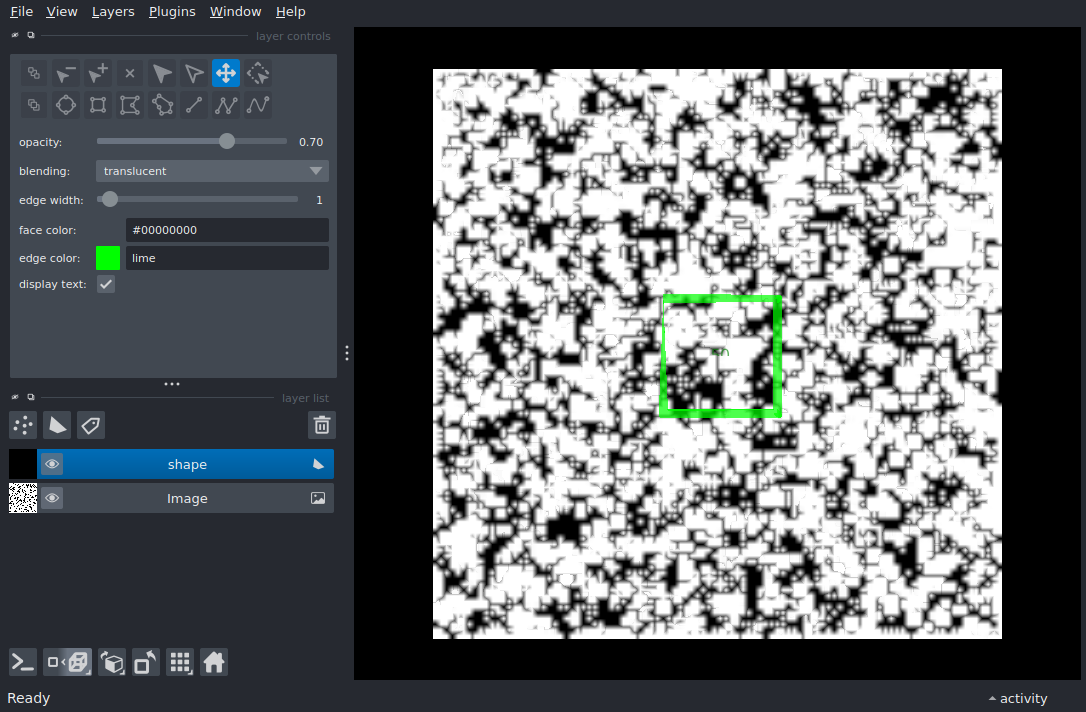 File View Layers Plugins Window Help
layer controls
opacity: 0.70
blending: translucent
edge width: 1
face color: #00000000
edge color: lime
display text:
layer list
shape
Image
Ready
activity